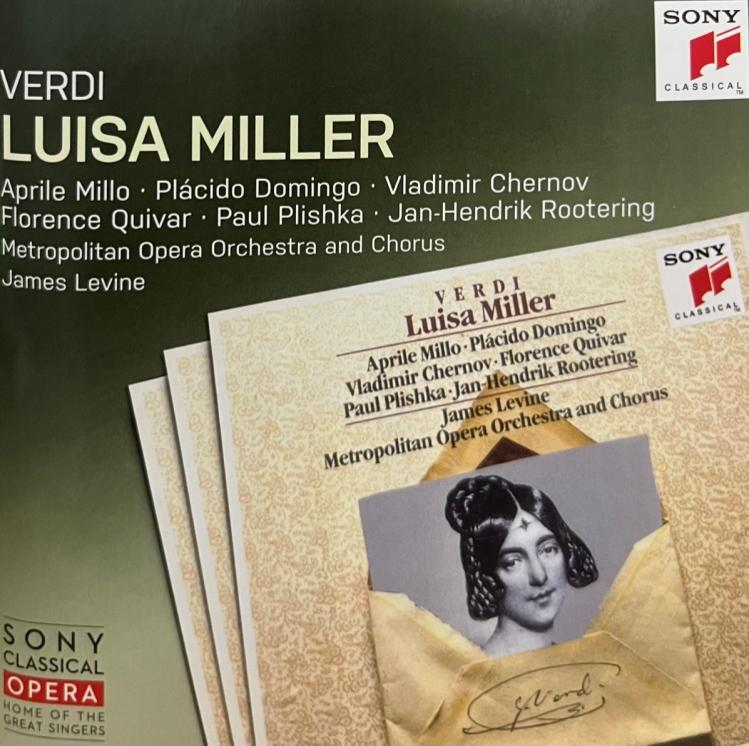 SONY
CLASSICAL
TM
VERDI
LUISA MILLER
Aprile Millo · Plácido Domingo · Vladimir Chernov
Florence Quivar · Paul Plishka · Jan-Hendrik Rootering
Metropolitan Opera Orchestra and Chorus
James Levine
SONY
CLASSICAL
VERDI
Luisa Miller
Aprile Millo · Plácido Domingo
Vladimir Chernov · Florence Quivar
Paul Plishka · Jan-Hendrik Rootering
James Levine
Metropolitan Opera Orchestra and Chorus
G. Verdi
SONY
CLASSICAL
OPERA
HOME OF THE
GREAT SINGERS